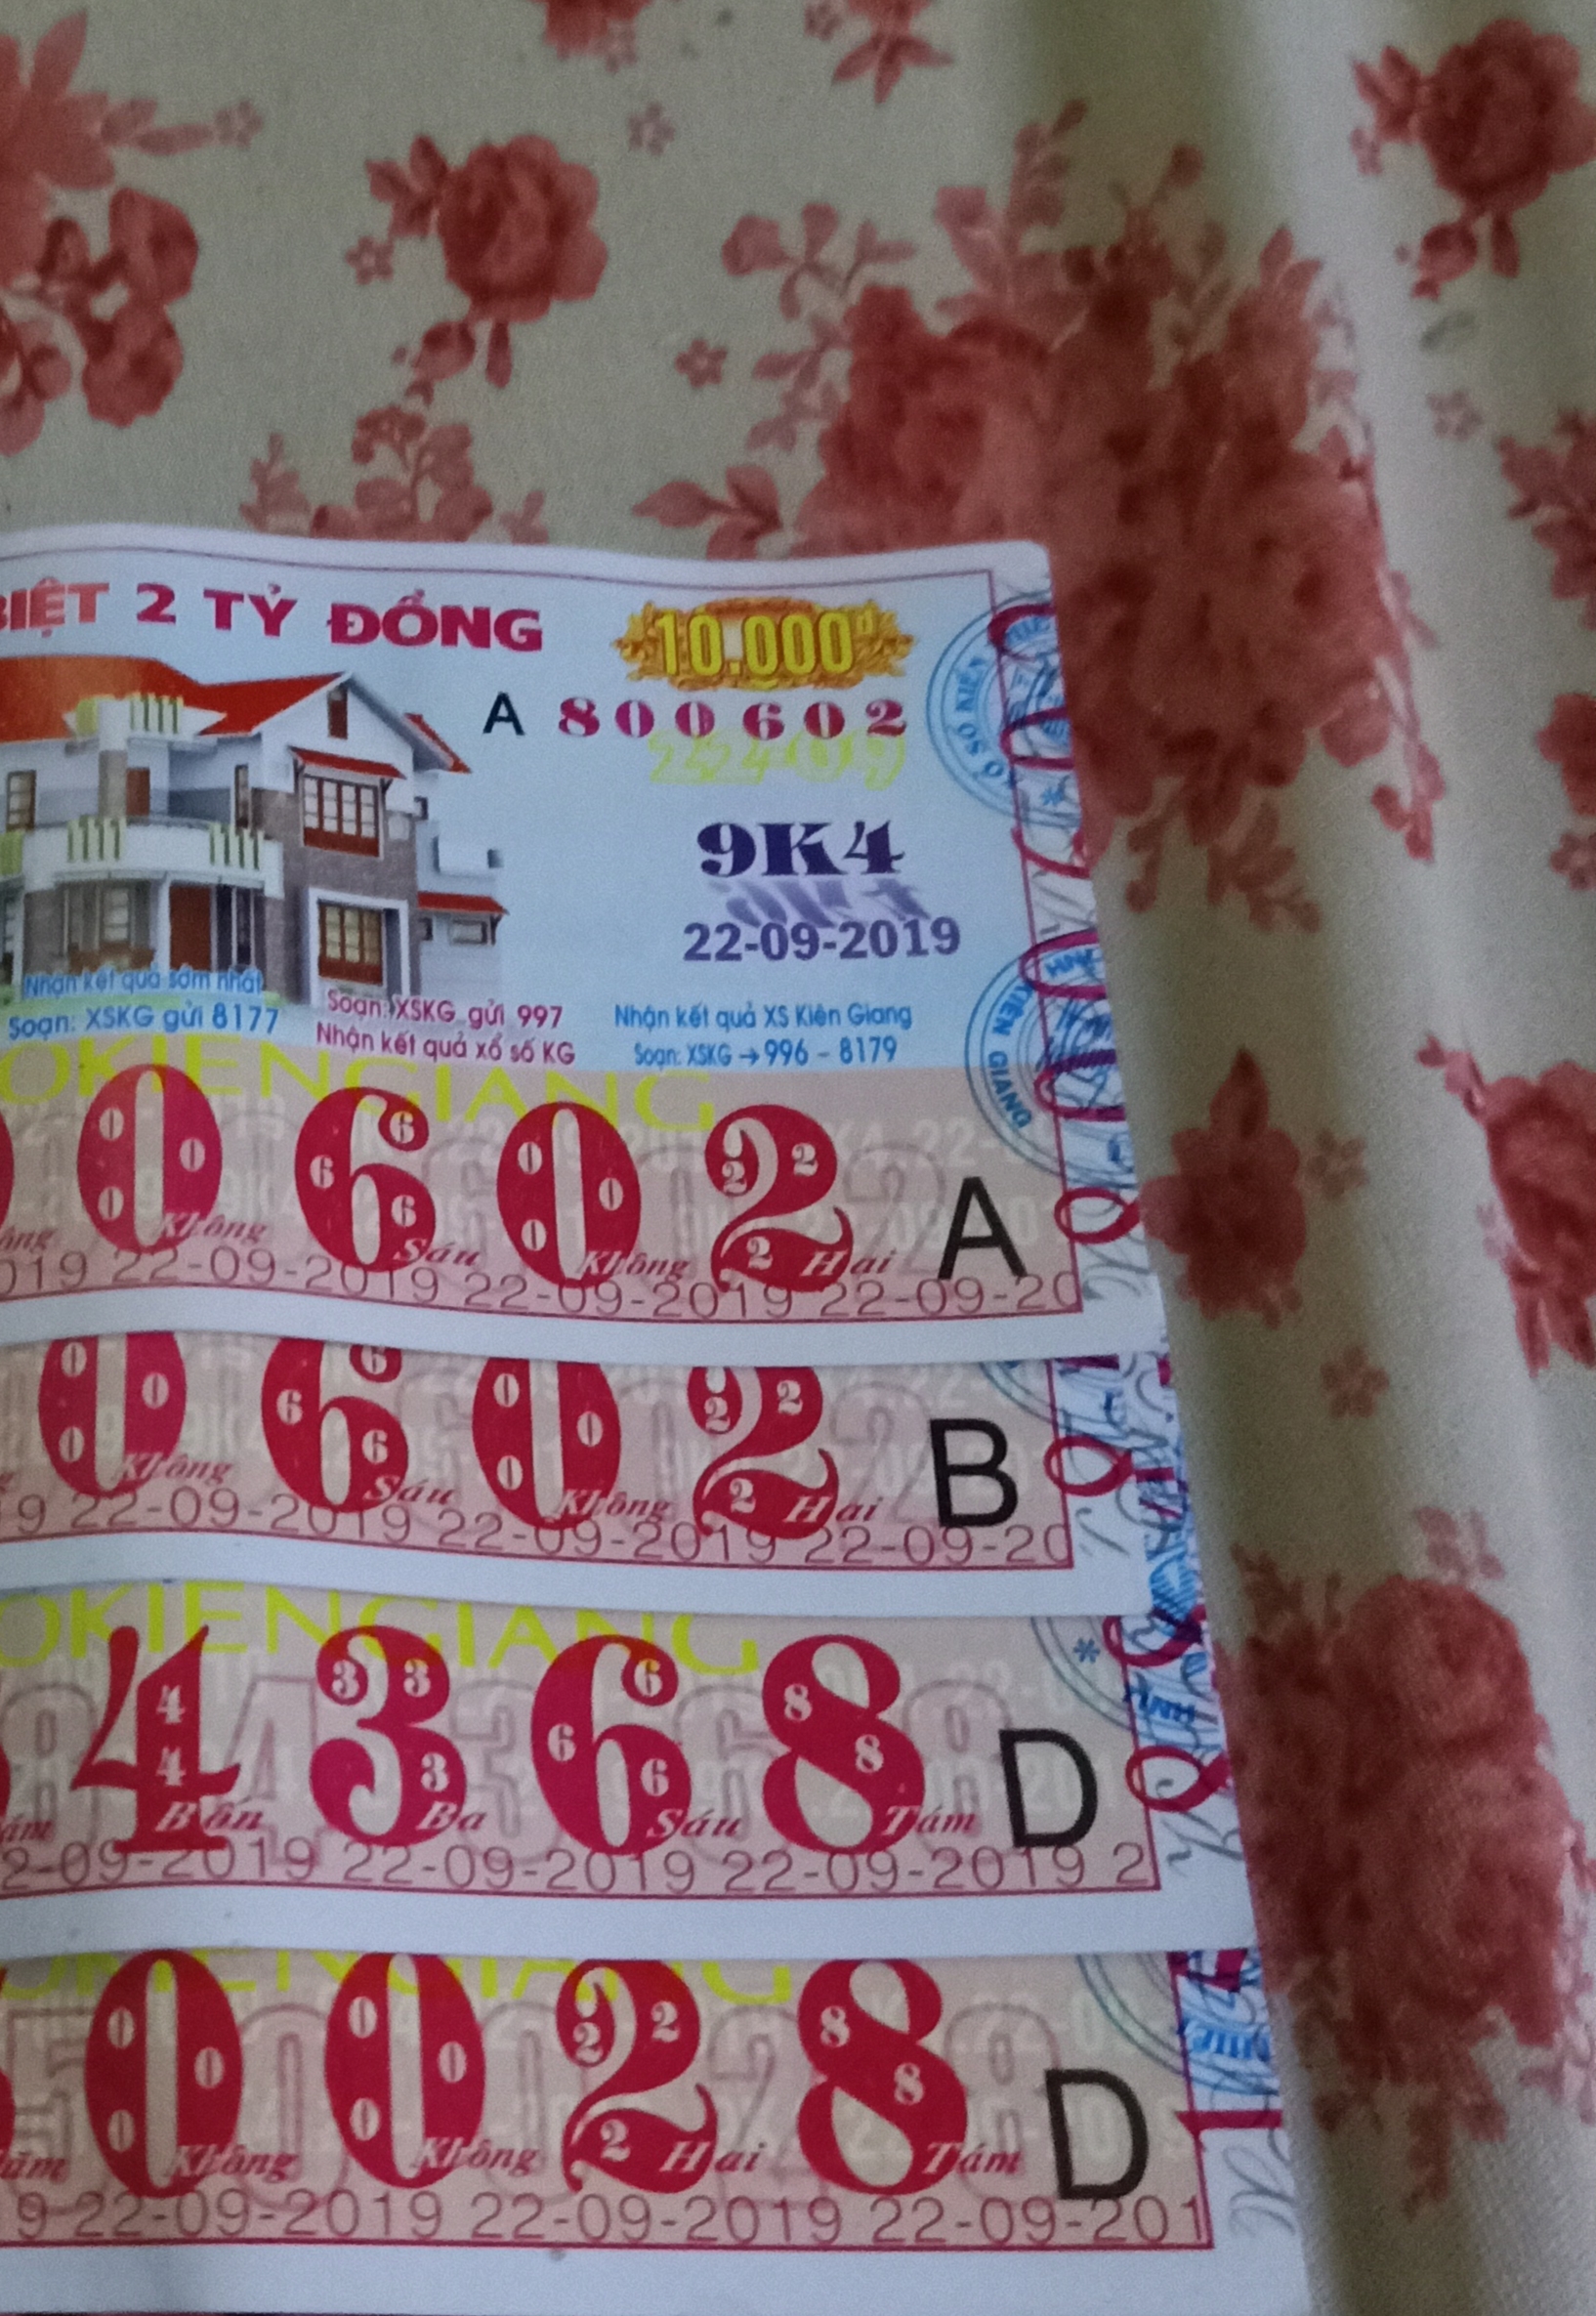 BIỆT 2 TỶ ĐỒNG
10.000đ
A 800602
9K4
22-09-2019
Nhận kết quả sớm nhất
Soạn: XSKG gửi 8177
Soạn: XSKG gửi 997
Nhận kết quả xổ số KG
Nhận kết quả XS Kiên Giang
Soạn: XSKG → 996 - 8179
OKIENGIANG
0602 A
Không Sáu Không Hai
019 22-09-2019 22-09-2019 22-09-20
0602 B
Không Sáu Không Hai
9 22-09-2019 22-09-2019 22-09-20
OKIENGIANG
4368 D
Bốn Ba Sáu Tám
2-09-2019 22-09-2019 22-09-2019 2
OKIENGIANG
0028 D
Không Không Hai Tám
9 22-09-2019 22-09-2019 22-09-201